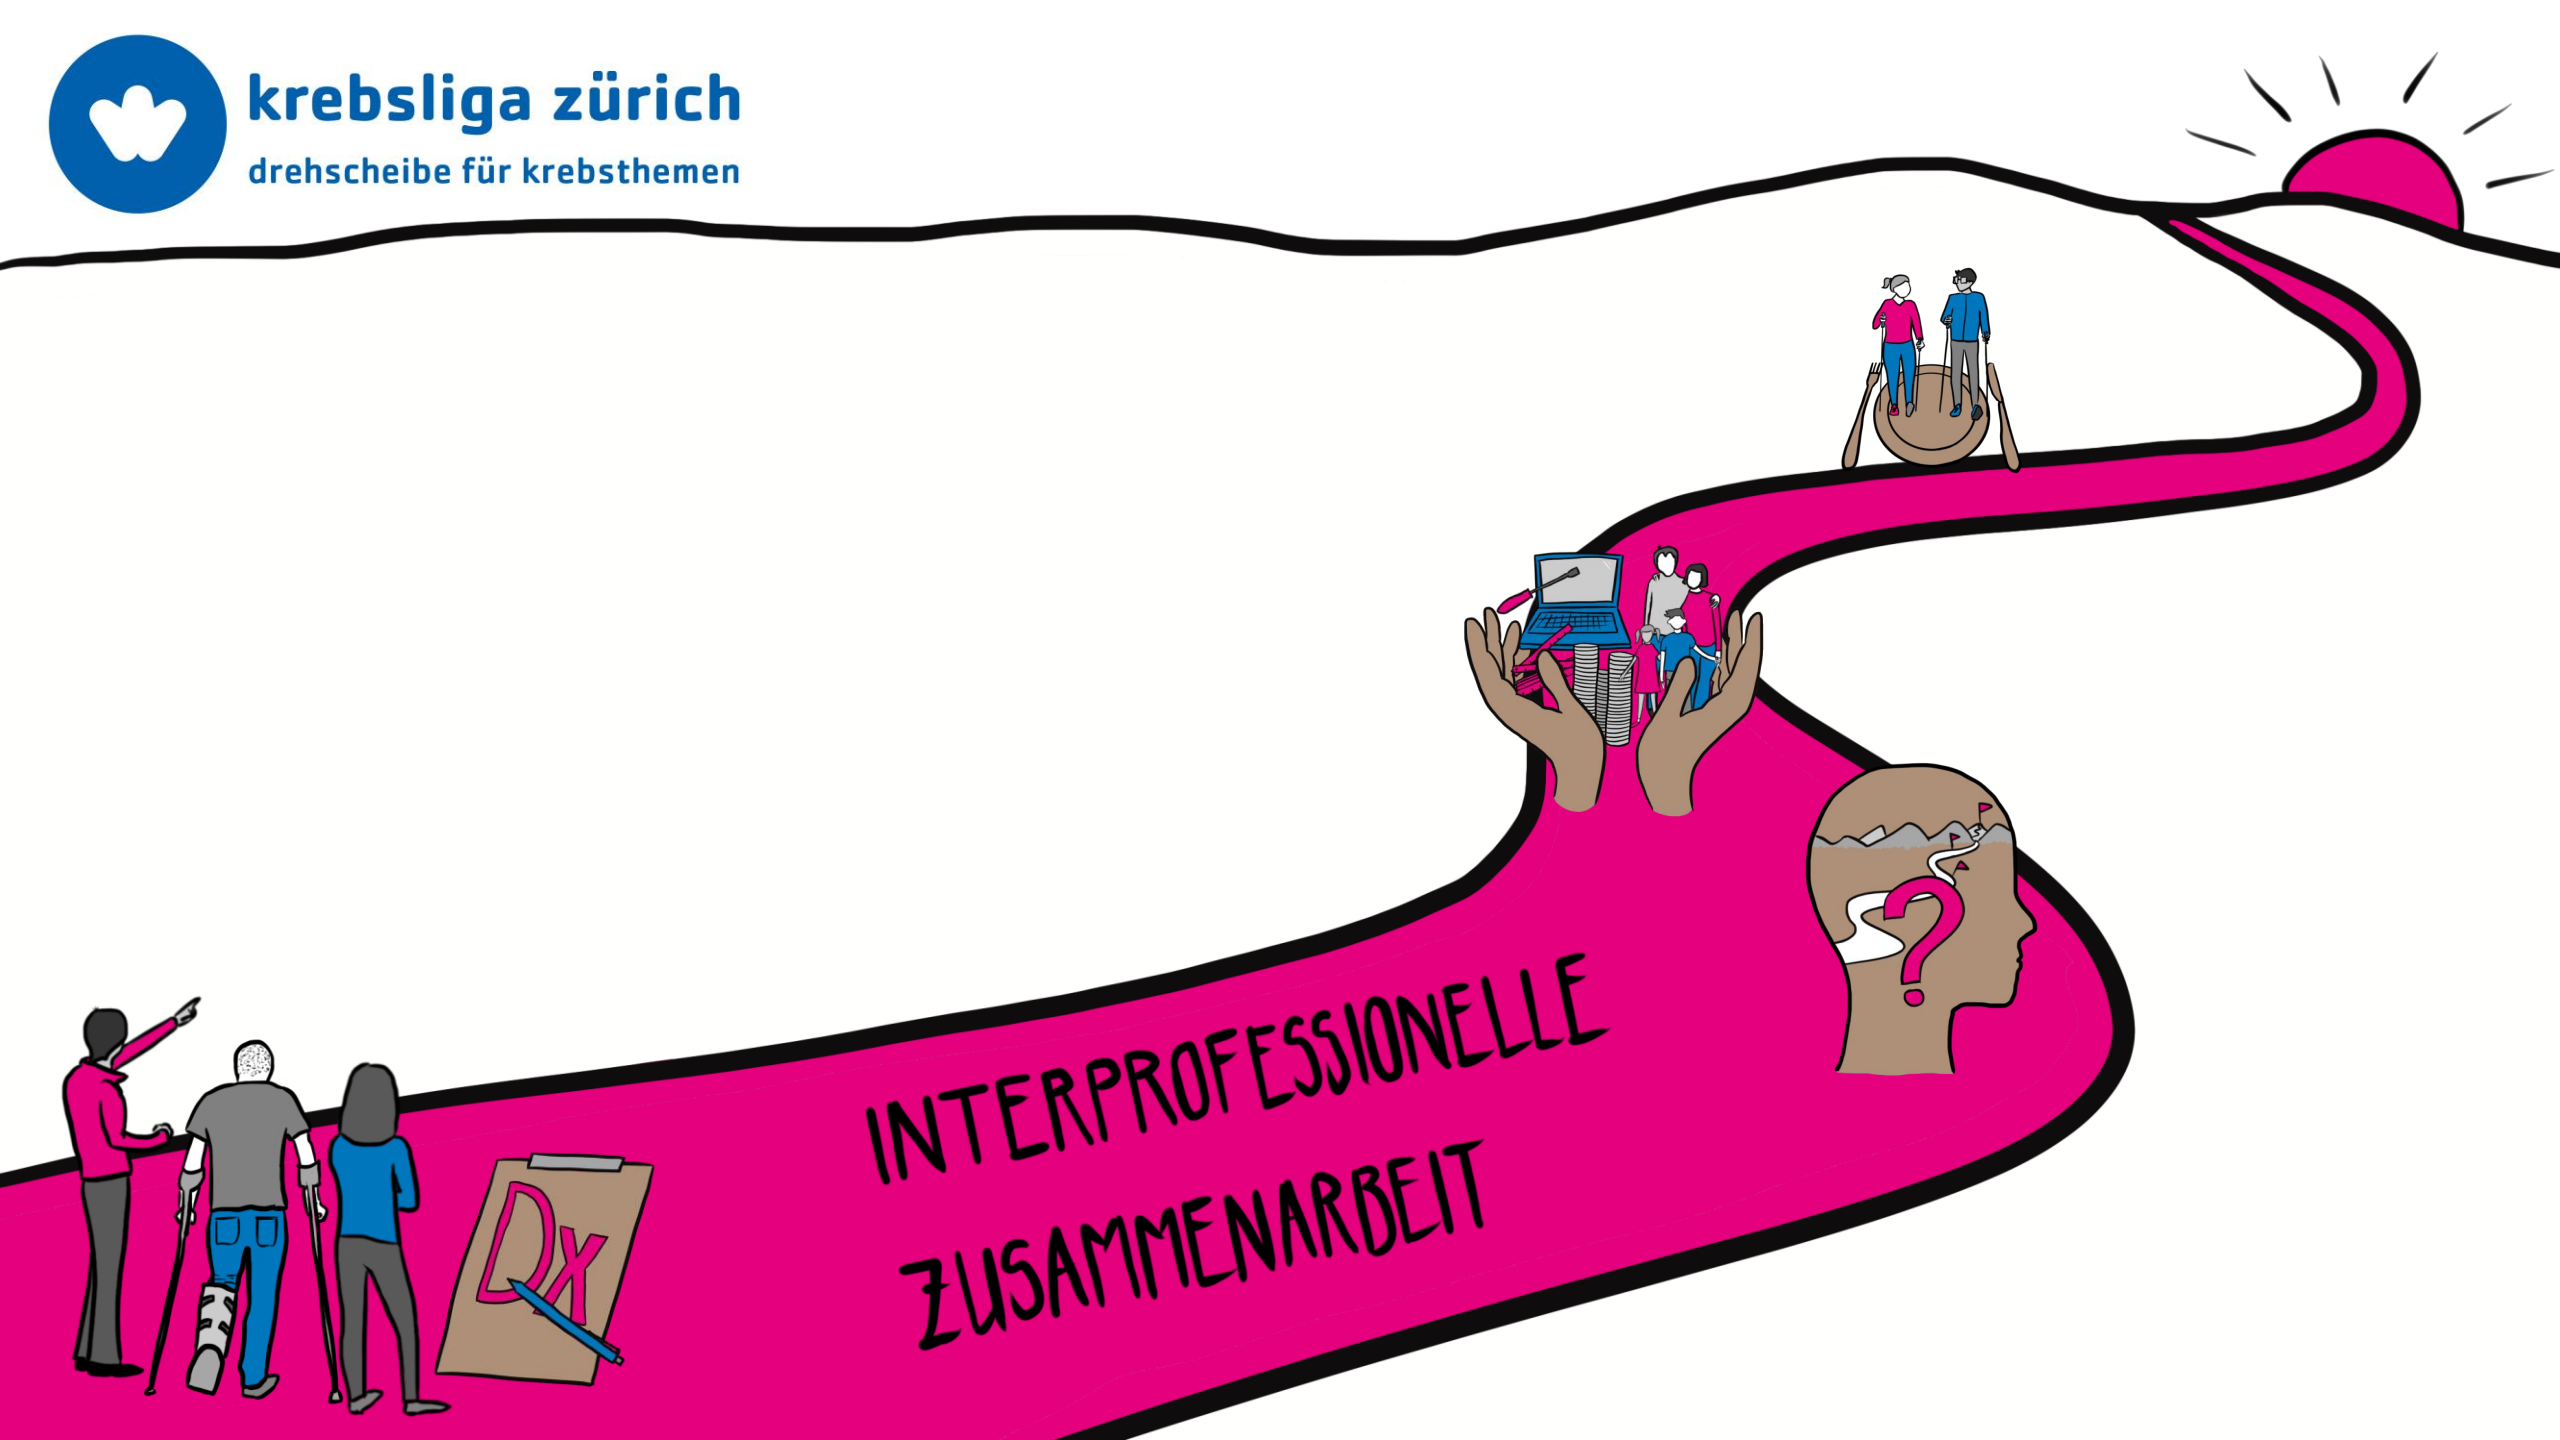 krebsliga zürich
drehscheibe für krebsthemen
INTERPROFESSIONELLE
ZUSAMMENARBEIT
Dx
?